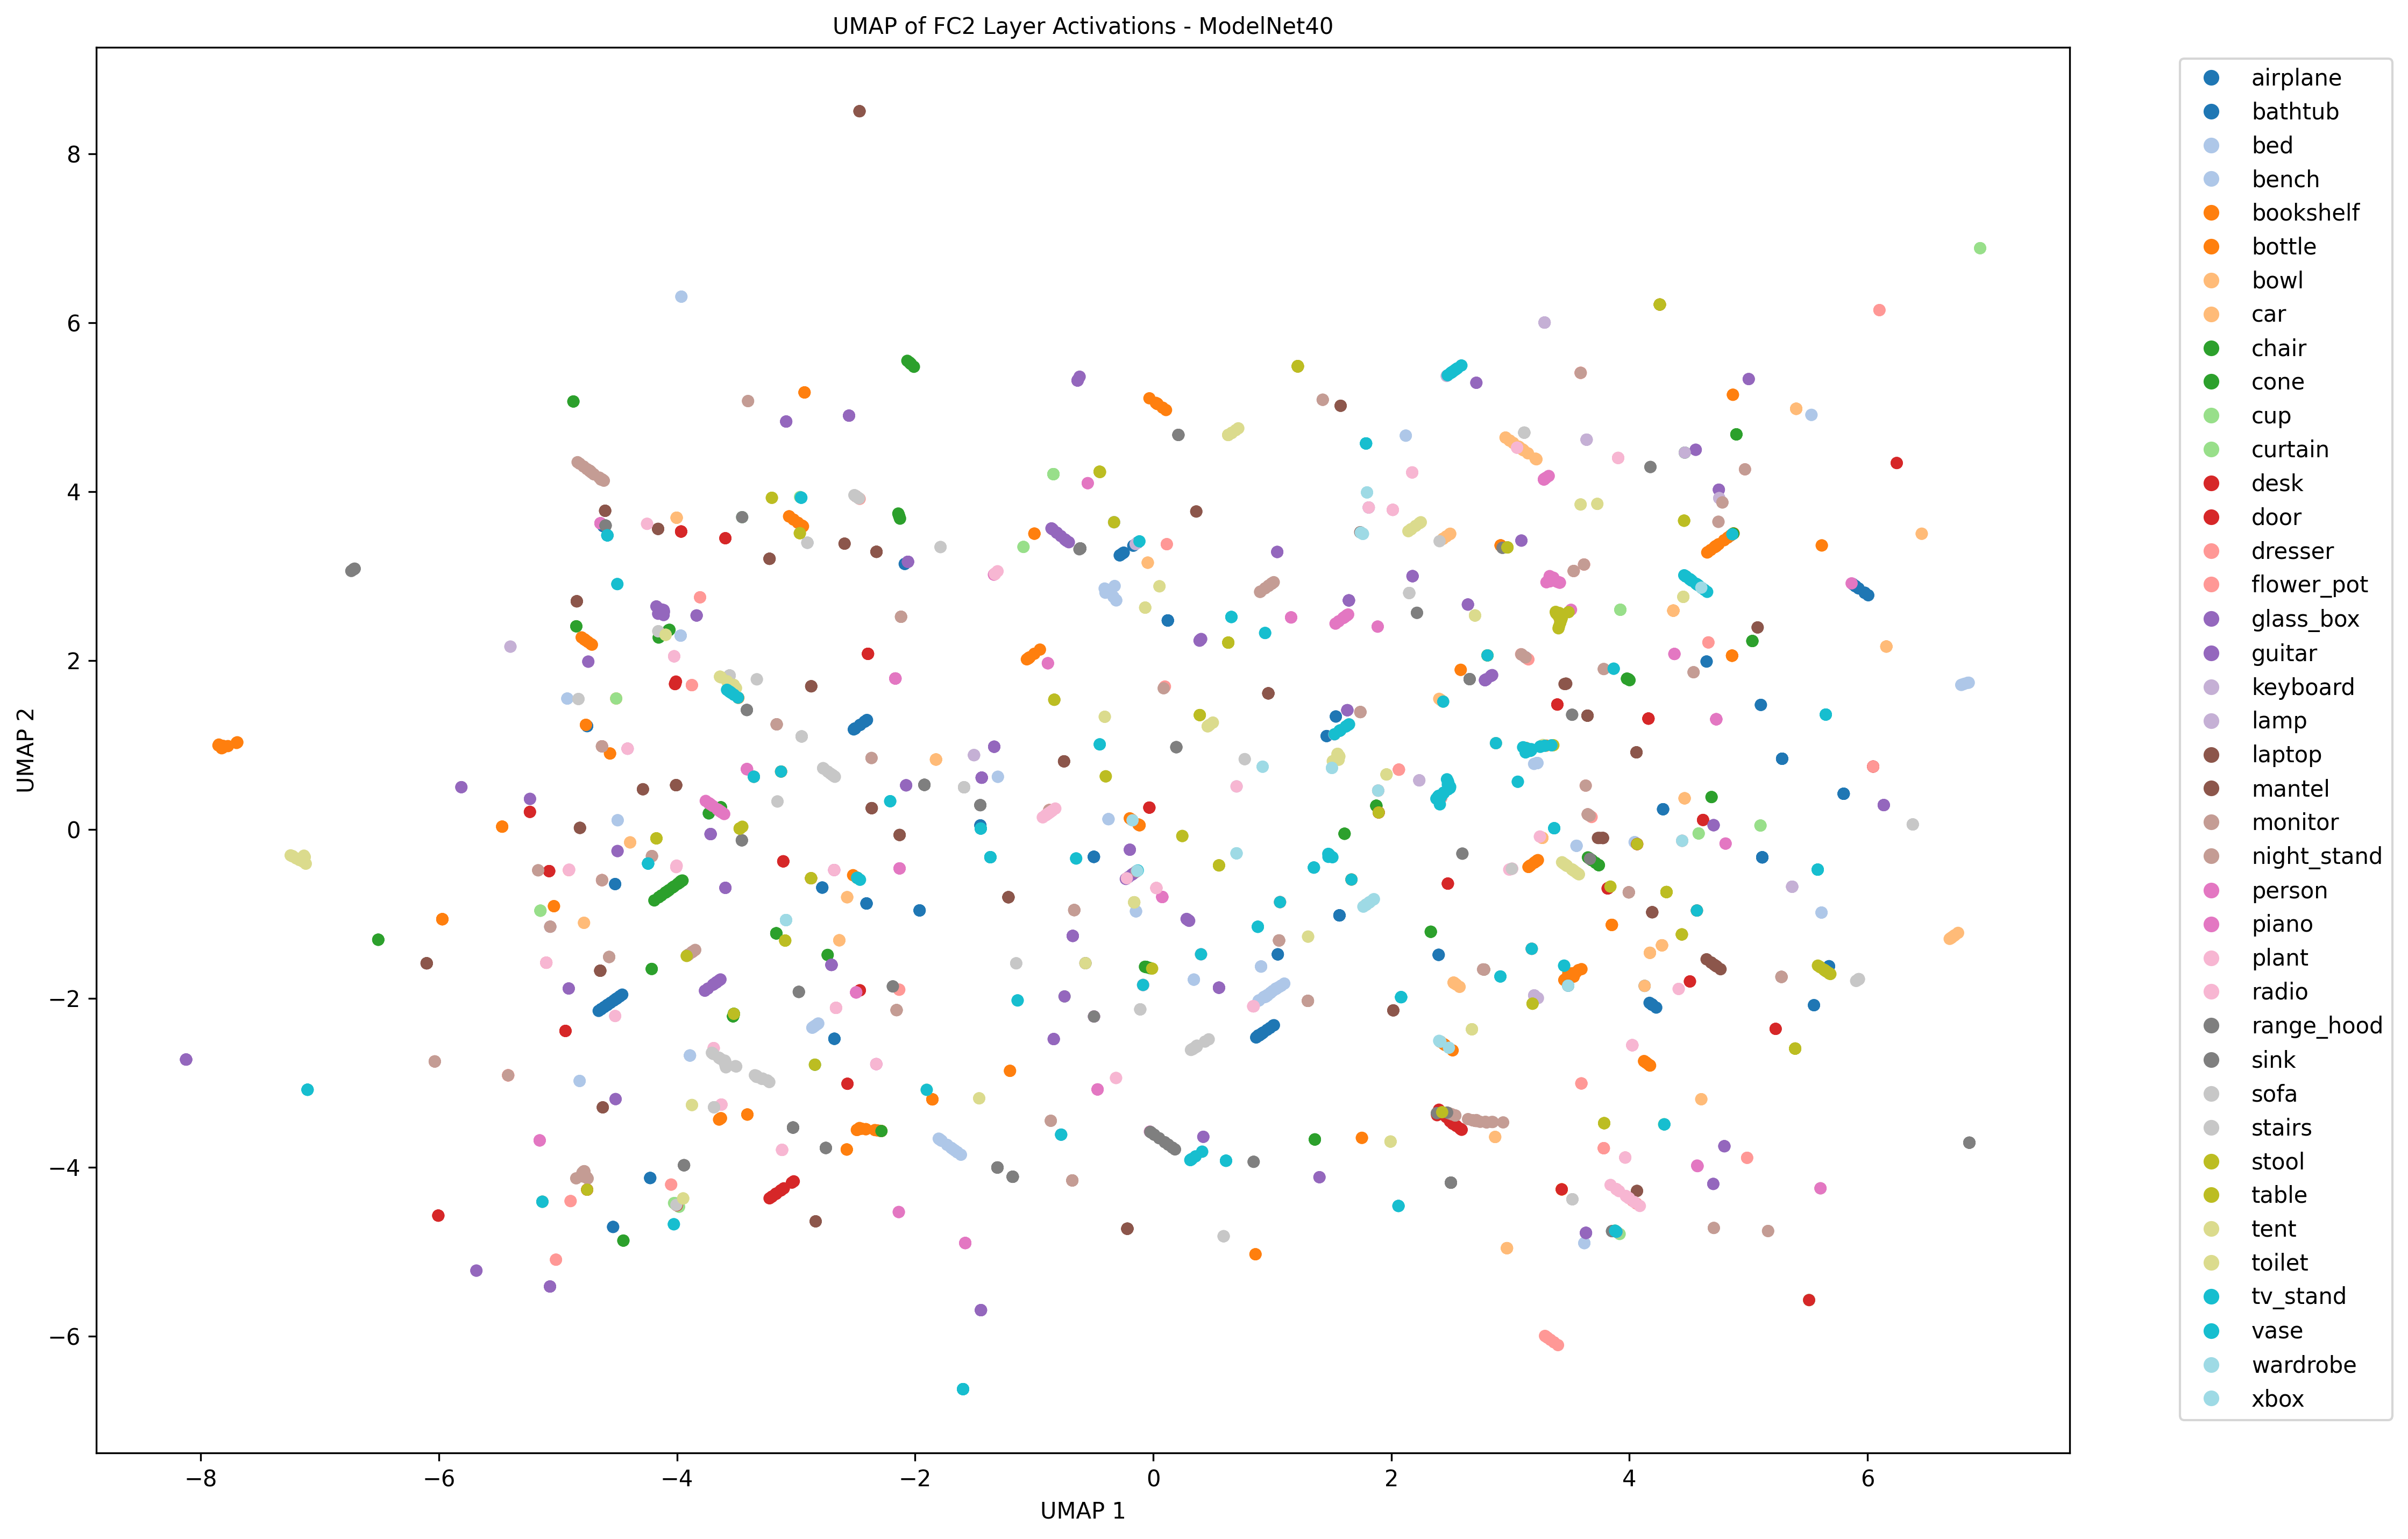 UMAP of FC2 Layer Activations - ModelNet40
8
6
4
2
0
−2
−4
−6
UMAP 2
−8
−6
−4
−2
0
2
4
6
UMAP 1
airplane
bathtub
bed
bench
bookshelf
bottle
bowl
car
chair
cone
cup
curtain
desk
door
dresser
flower_pot
glass_box
guitar
keyboard
lamp
laptop
mantel
monitor
night_stand
person
piano
plant
radio
range_hood
sink
sofa
stairs
stool
table
tent
toilet
tv_stand
vase
wardrobe
xbox